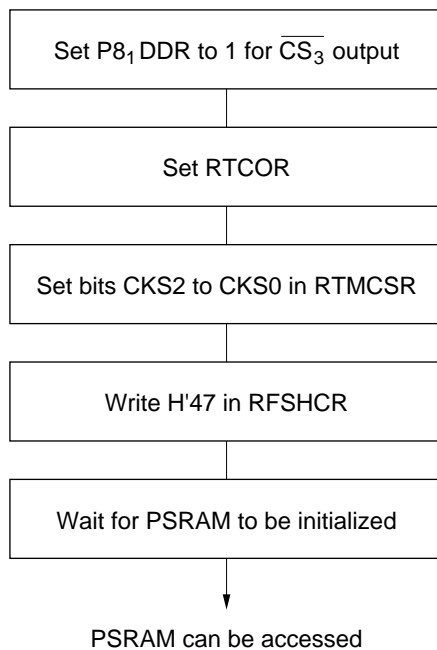 Set P8₁ DDR to 1 for C̅S̅₃̅ output
Set RTCOR
Set bits CKS2 to CKS0 in RTMCSR
Write H'47 in RFSHCR
Wait for PSRAM to be initialized
PSRAM can be accessed